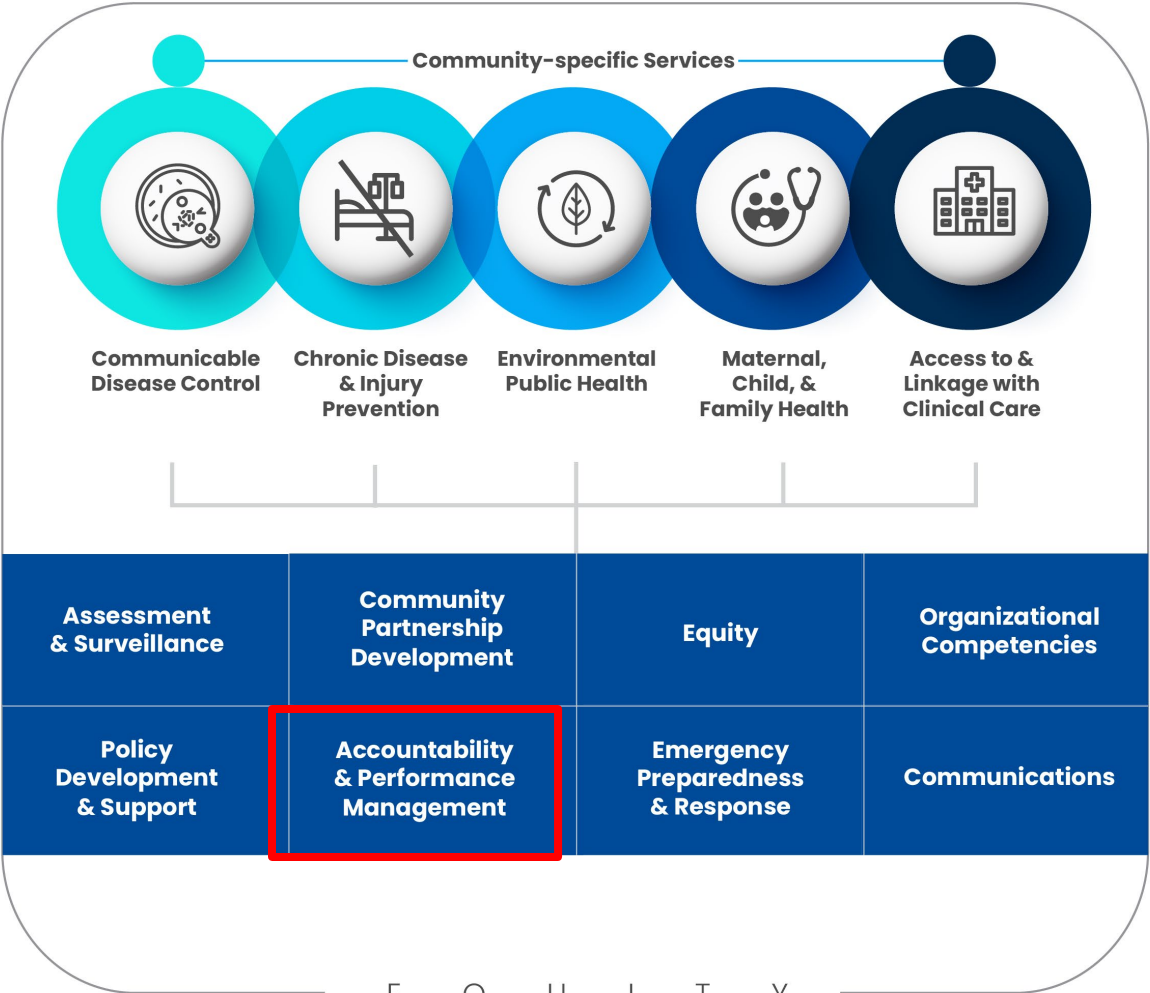 Community-specific Services
Communicable
Disease Control
Chronic Disease
& Injury
Prevention
Environmental
Public Health
Maternal,
Child, &
Family Health
Access to &
Linkage with
Clinical Care
Assessment
& Surveillance
Community
Partnership
Development
Equity
Organizational
Competencies
Policy
Development
& Support
Accountability
& Performance
Management
Emergency
Preparedness
& Response
Communications
E Q U I T Y